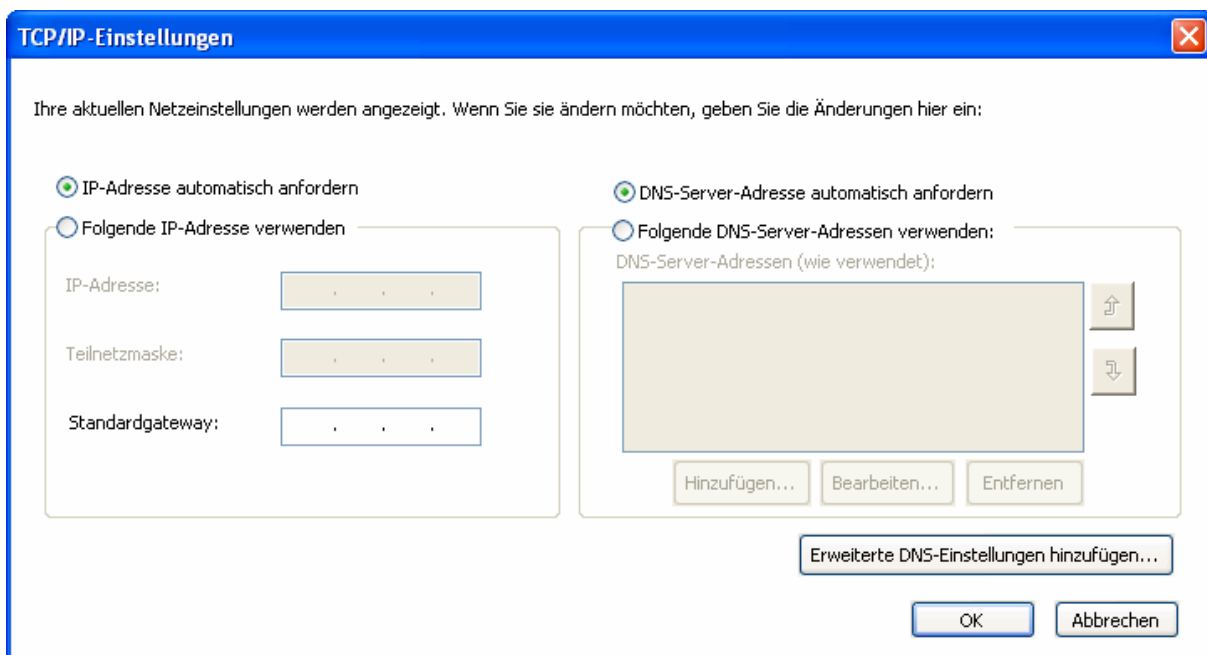 TCP/IP-Einstellungen
Ihre aktuellen Netzeinstellungen werden angezeigt. Wenn Sie sie ändern möchten, geben Sie die Änderungen hier ein:
IP-Adresse automatisch anfordern
Folgende IP-Adresse verwenden
IP-Adresse:
. . .
Teilnetzmaske:
. . .
Standardgateway:
. . .
DNS-Server-Adresse automatisch anfordern
Folgende DNS-Server-Adressen verwenden:
DNS-Server-Adressen (wie verwendet):
Hinzufügen... Bearbeiten... Entfernen
Erweiterte DNS-Einstellungen hinzufügen...
OK Abbrechen